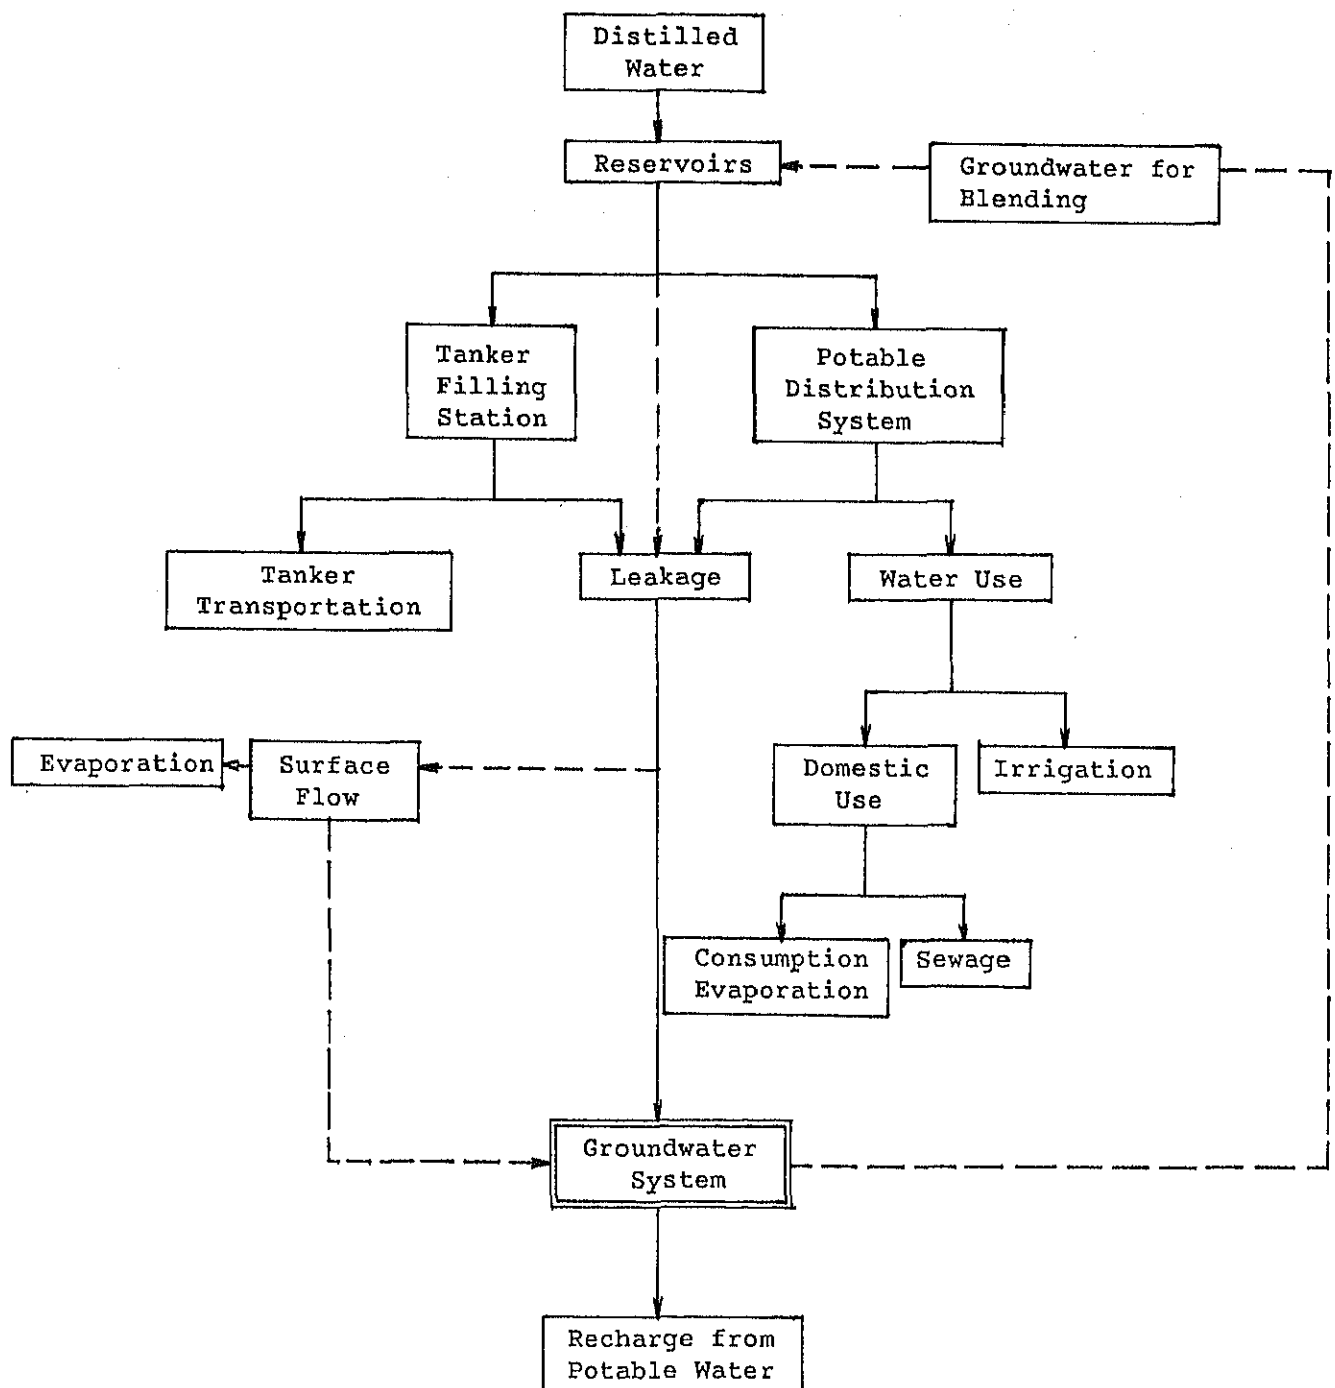 Distilled
Water
Reservoirs
Groundwater for
Blending
Tanker
Filling
Station
Potable
Distribution
System
Tanker
Transportation
Leakage
Water Use
Evaporation
Surface
Flow
Domestic
Use
Irrigation
Consumption
Evaporation
Sewage
Groundwater
System
Recharge from
Potable Water